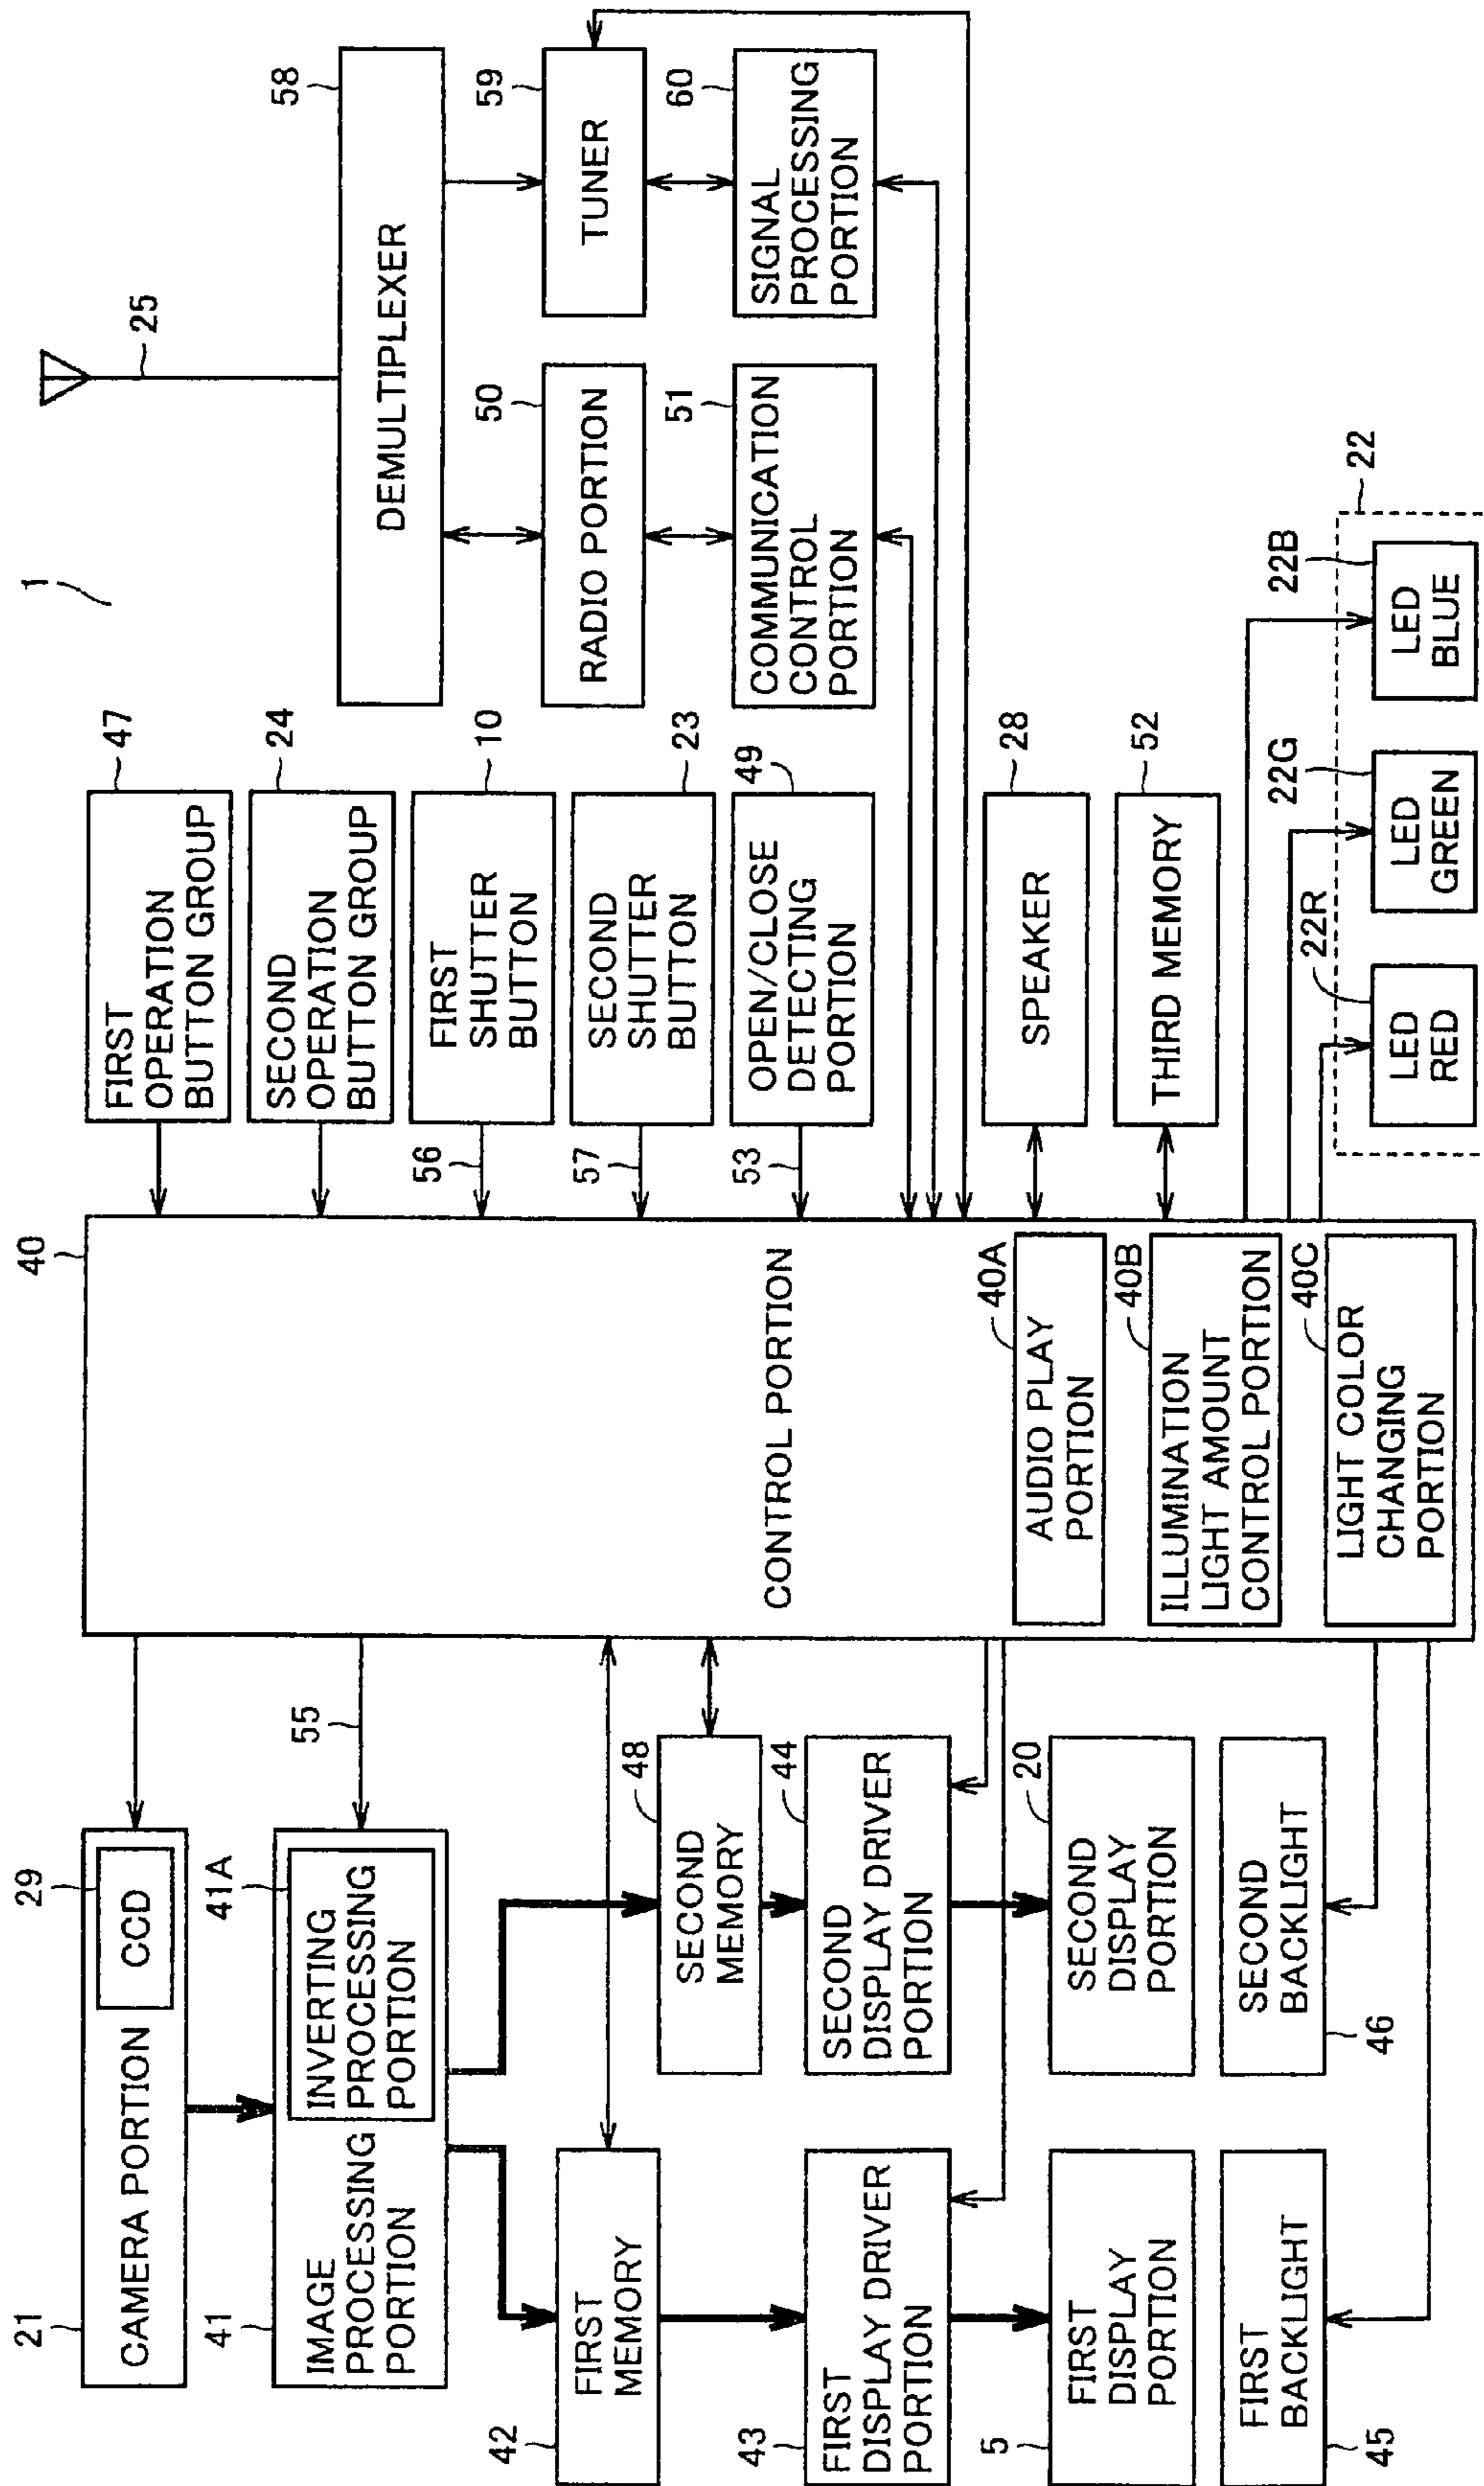 1
25
58
DEMULTIPLEXER
50
RADIO PORTION
59
TUNER
51
COMMUNICATION
CONTROL
PORTION
60
SIGNAL
PROCESSING
PORTION
47
FIRST
OPERATION
BUTTON GROUP
24
SECOND
OPERATION
BUTTON GROUP
10
FIRST
SHUTTER
BUTTON
56
23
SECOND
SHUTTER
BUTTON
57
49
OPEN/CLOSE
DETECTING
PORTION
53
28
SPEAKER
52
THIRD MEMORY
22
22R
LED
RED
22G
LED
GREEN
22B
LED
BLUE
40
CONTROL PORTION
40A
AUDIO PLAY
PORTION
40B
ILLUMINATION
LIGHT AMOUNT
CONTROL PORTION
40C
LIGHT COLOR
CHANGING
PORTION
21
CAMERA PORTION
29
CCD
41
IMAGE
PROCESSING
PORTION
41A
INVERTING
PROCESSING
PORTION
55
42
FIRST
MEMORY
48
SECOND
MEMORY
43
FIRST
DISPLAY DRIVER
PORTION
44
SECOND
DISPLAY DRIVER
PORTION
5
FIRST
DISPLAY
PORTION
20
SECOND
DISPLAY
PORTION
45
FIRST
BACKLIGHT
46
SECOND
BACKLIGHT